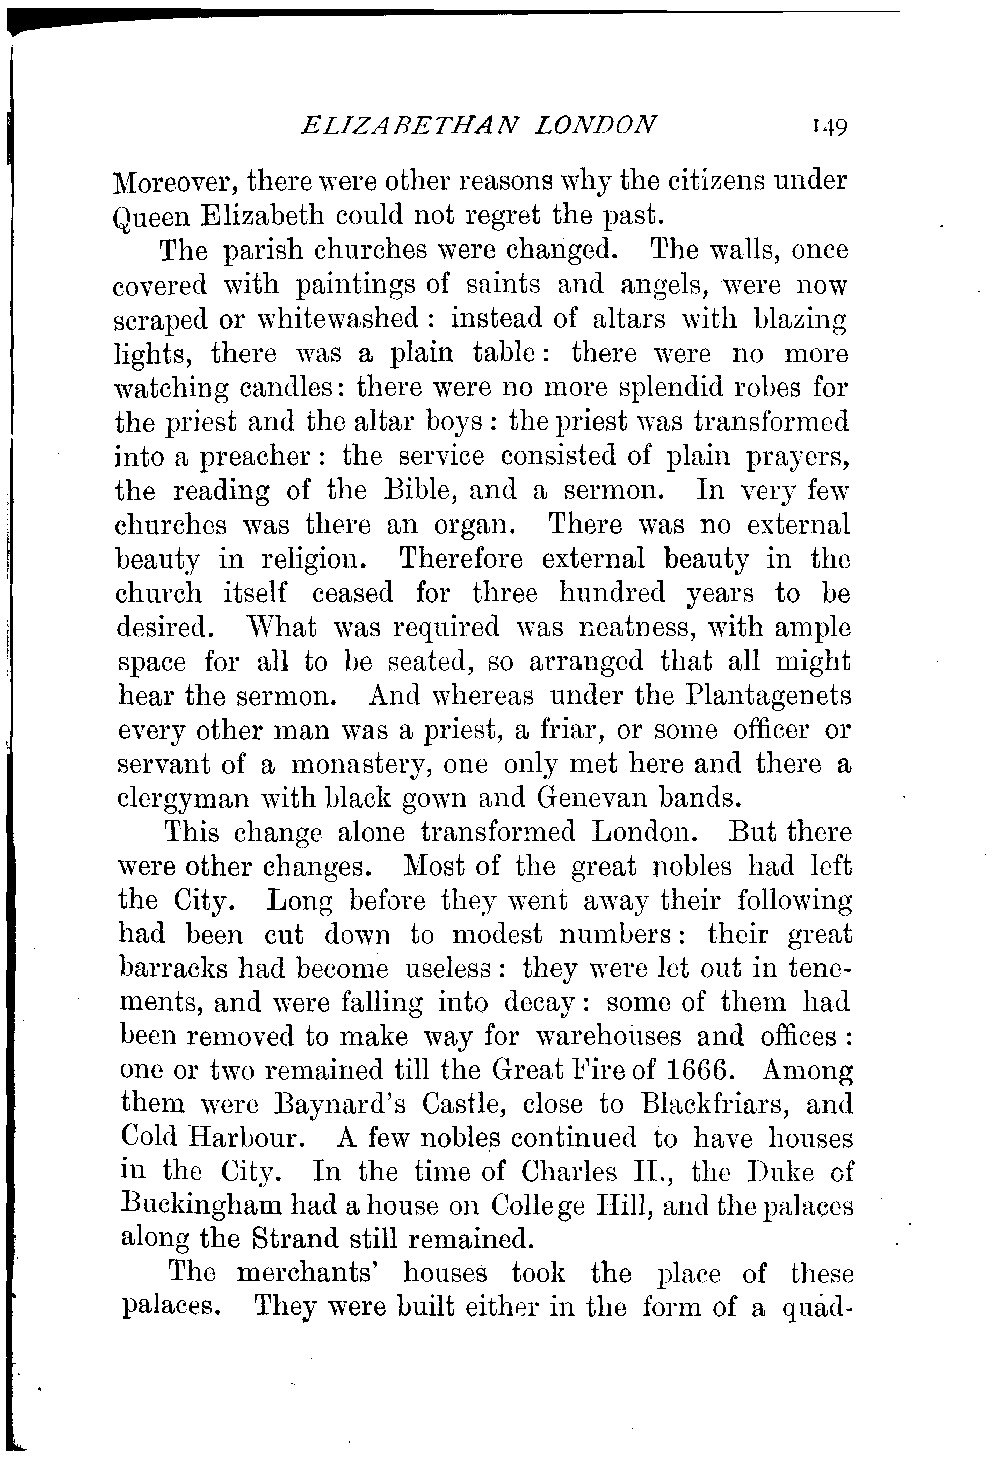 ELIZABETHAN LONDON 149
Moreover, there were other reasons why the citizens under
Queen Elizabeth could not regret the past.
The parish churches were changed. The walls, once
covered with paintings of saints and angels, were now
scraped or whitewashed : instead of altars with blazing
lights, there was a plain table : there were no more
watching candles : there were no more splendid robes for
the priest and the altar boys : the priest was transformed
into a preacher : the service consisted of plain prayers,
the reading of the Bible, and a sermon. In very few
churches was there an organ. There was no external
beauty in religion. Therefore external beauty in the
church itself ceased for three hundred years to be
desired. What was required was neatness, with ample
space for all to be seated, so arranged that all might
hear the sermon. And whereas under the Plantagenets
every other man was a priest, a friar, or some officer or
servant of a monastery, one only met here and there a
clergyman with black gown and Genevan bands.
This change alone transformed London. But there
were other changes. Most of the great nobles had left
the City. Long before they went away their following
had been cut down to modest numbers : their great
barracks had become useless : they were let out in tene-
ments, and were falling into decay : some of them had
been removed to make way for warehouses and offices :
one or two remained till the Great Fire of 1666. Among
them were Baynard's Castle, close to Blackfriars, and
Cold Harbour. A few nobles continued to have houses
in the City. In the time of Charles II., the Duke of
Buckingham had a house on College Hill, and the palaces
along the Strand still remained.
The merchants' houses took the place of these
palaces. They were built either in the form of a quad-